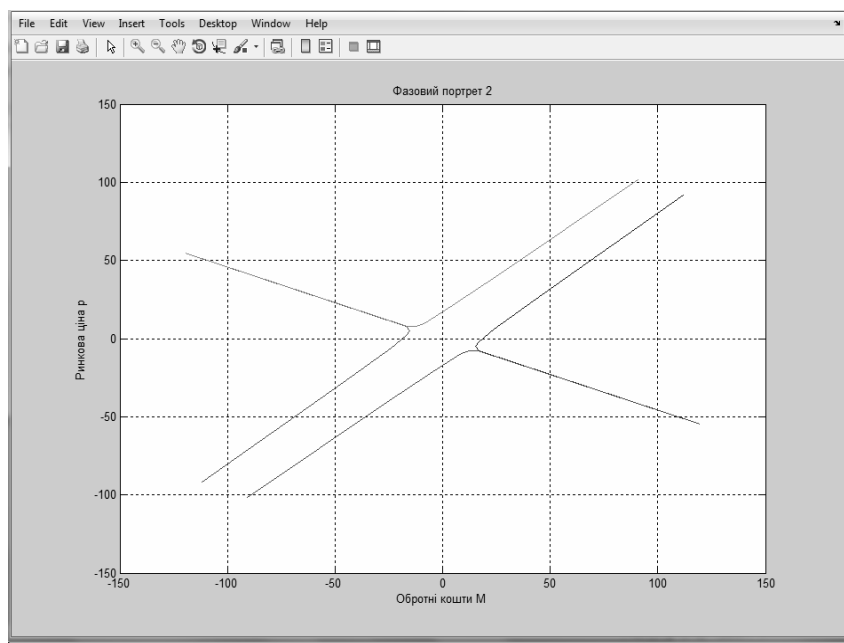 File Edit View Insert Tools Desktop Window Help
Фазовий портрет 2
150
100
50
0
-50
-100
-150
Ринкова ціна р
-150 -100 -50 0 50 100 150
Обротні кошти М